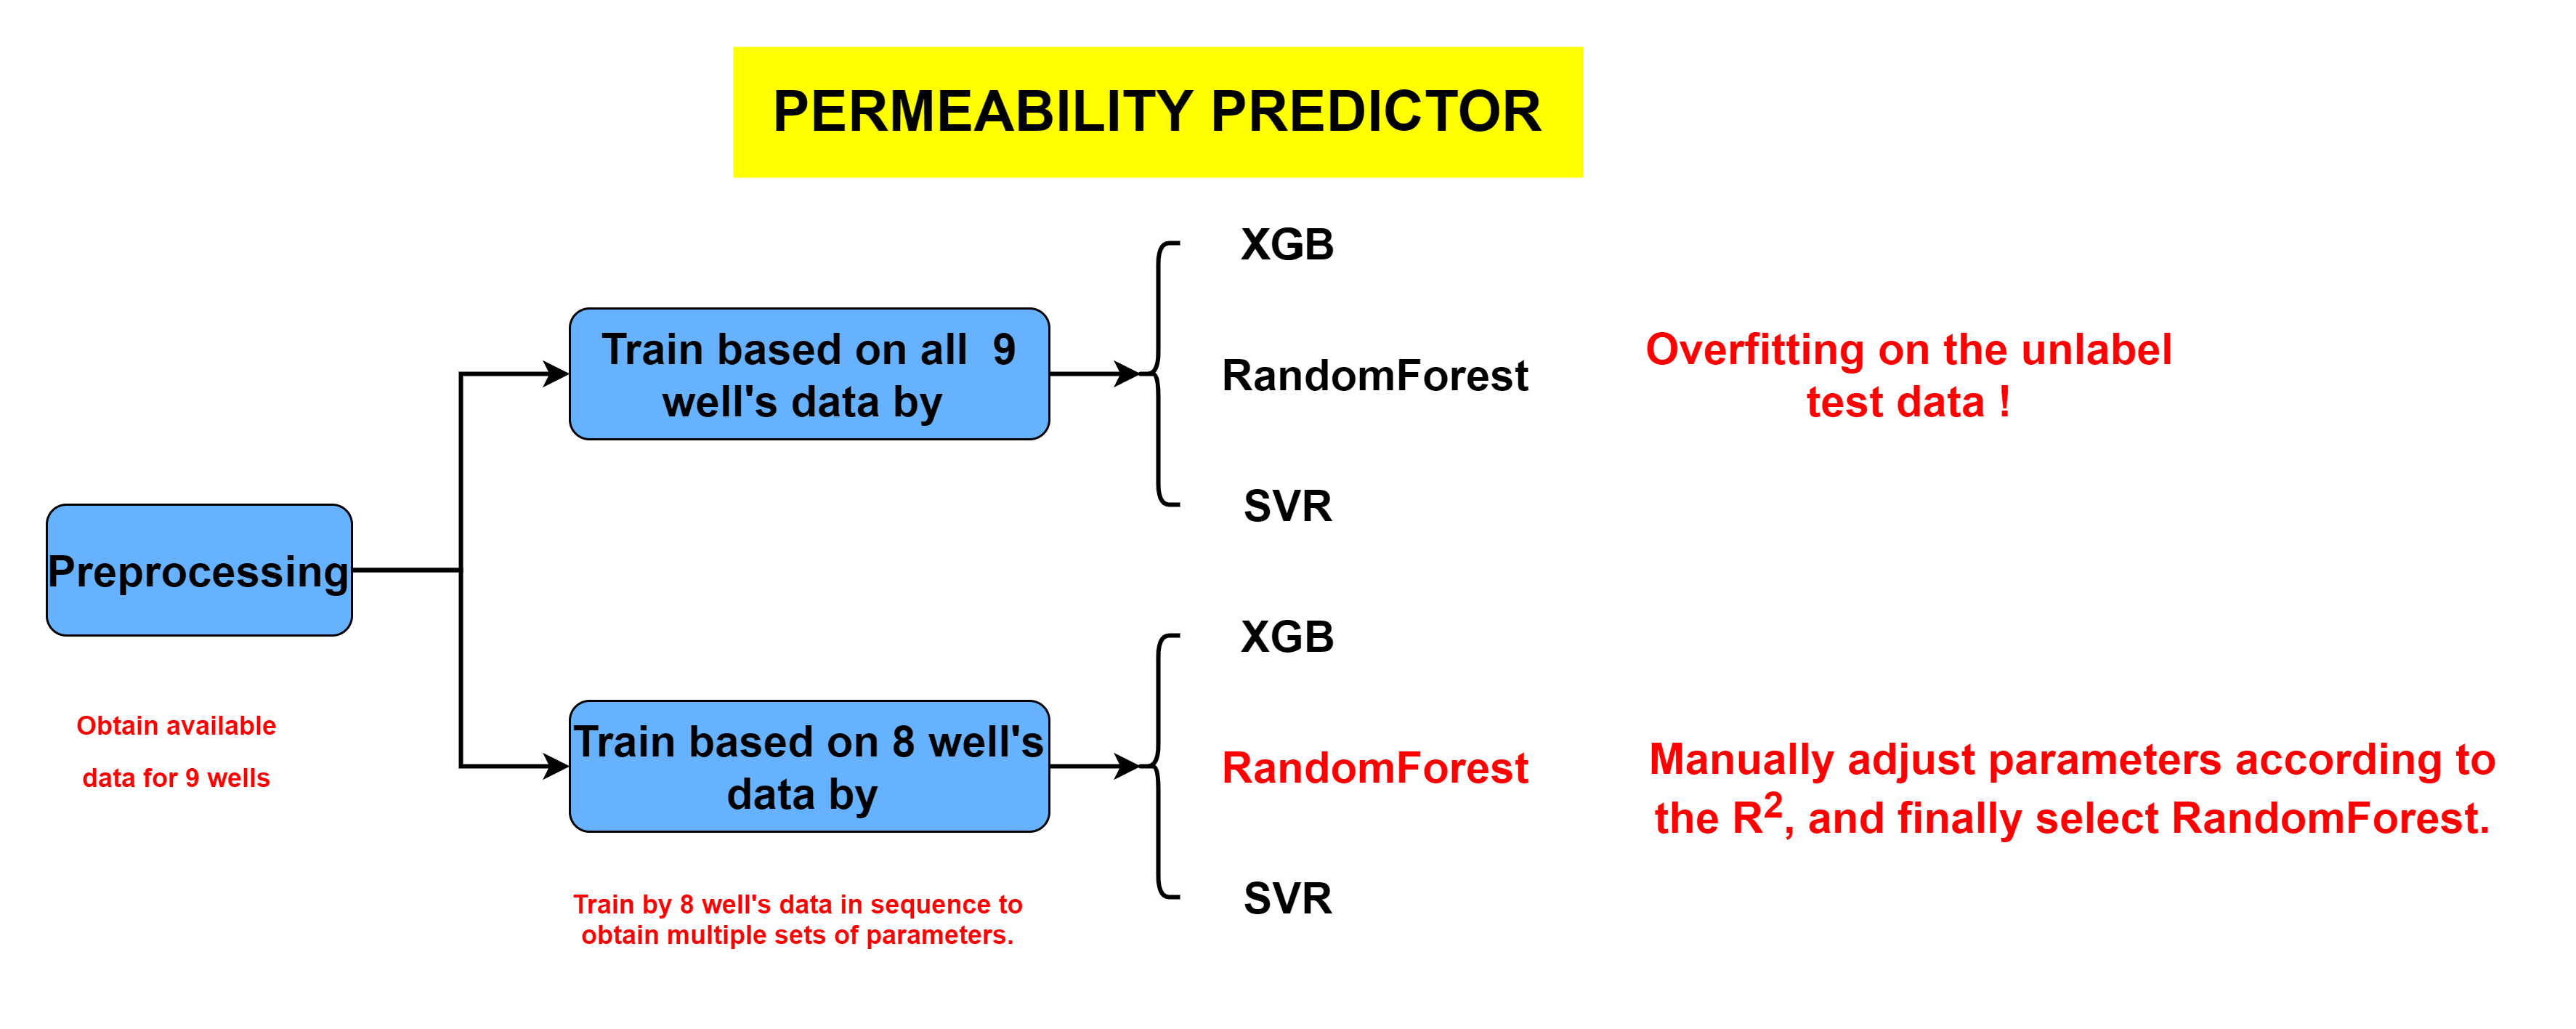 PERMEABILITY PREDICTOR
XGB
Train based on all 9
well's data by
RandomForest
Overfitting on the unlabel
test data !
SVR
Preprocessing
Obtain available
data for 9 wells
XGB
Train based on 8 well's
data by
RandomForest
Manually adjust parameters according to
the R², and finally select RandomForest.
SVR
Train by 8 well's data in sequence to
obtain multiple sets of parameters.